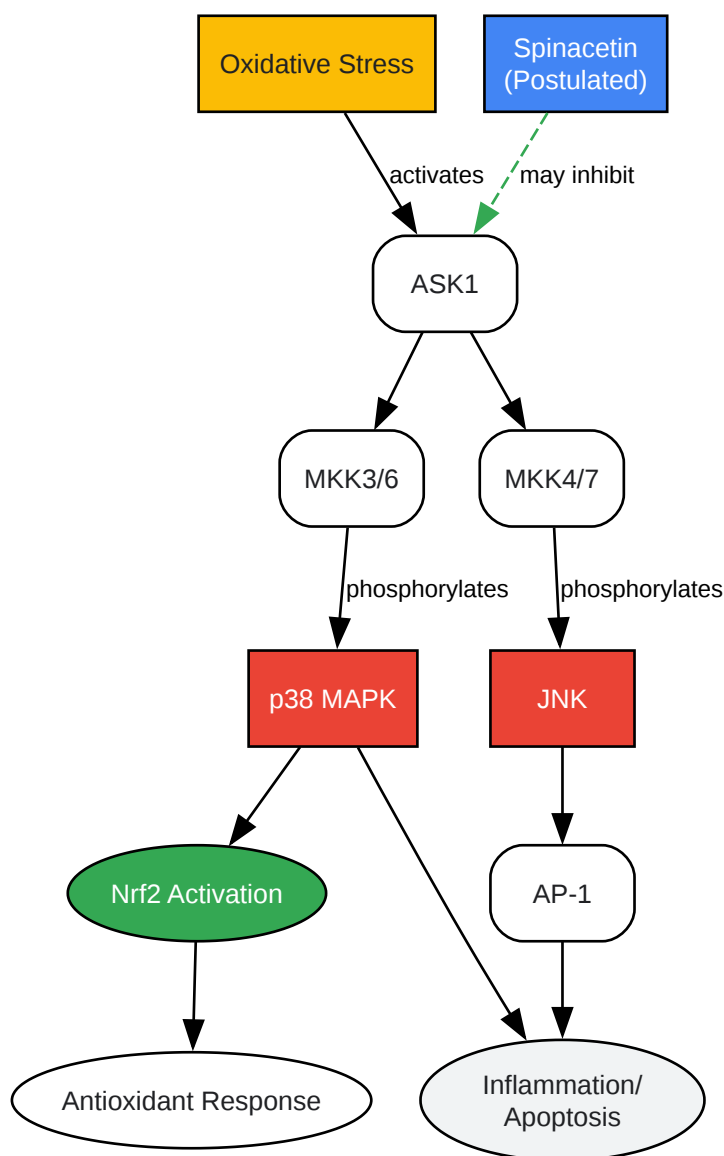 Oxidative Stress
Spinacetin
(Postulated)
activates
may inhibit
ASK1
MKK3/6
MKK4/7
phosphorylates
phosphorylates
p38 MAPK
JNK
Nrf2 Activation
AP-1
Antioxidant Response
Inflammation/
Apoptosis